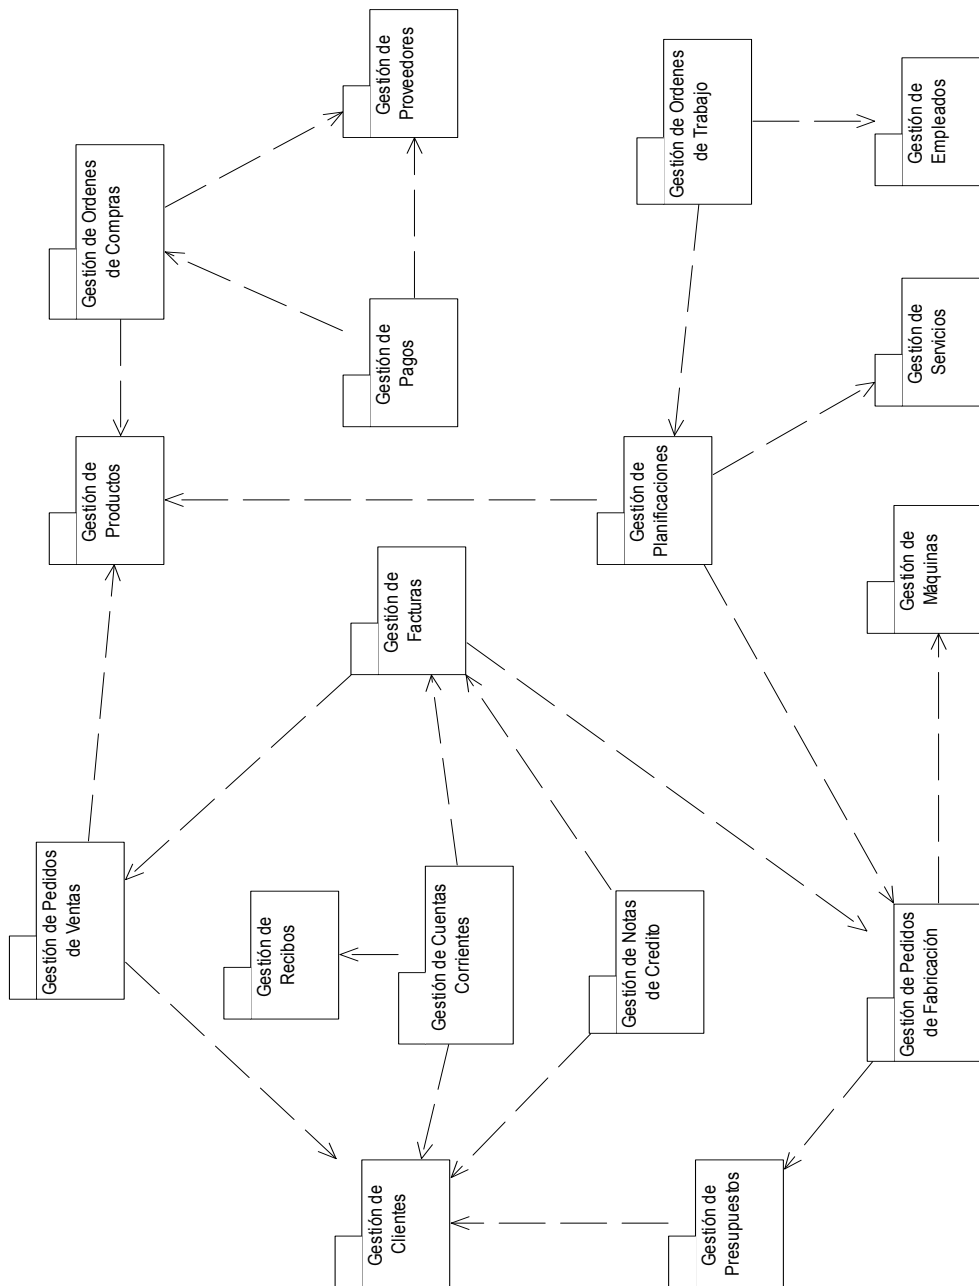 Gestión de Pedidos
de Ventas
Gestión de
Productos
Gestión de Ordenes
de Compras
Gestión de
Recibos
Gestión de
Clientes
Gestión de
Facturas
Gestión de
Pagos
Gestión de
Proveedores
Gestión de Cuentas
Corrientes
Gestión de Notas
de Credito
Gestión de
Planificaciones
Gestión de Ordenes
de Trabajo
Gestión de
Presupuestos
Gestión de Pedidos
de Fabricación
Gestión de
Máquinas
Gestión de
Servicios
Gestión de
Empleados